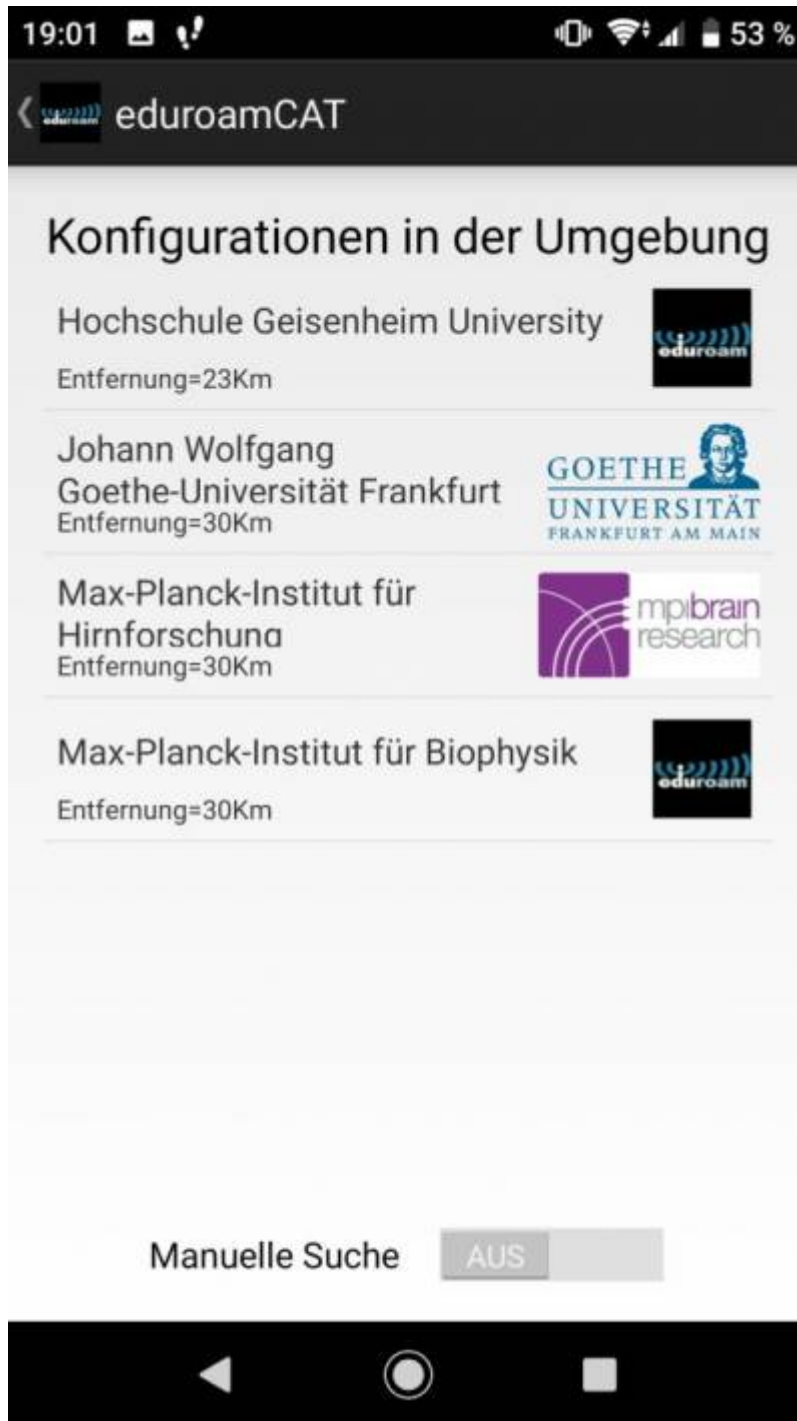 19:01
53 %
eduroam
eduroamCAT
Konfigurationen in der Umgebung
Hochschule Geisenheim University
eduroam
Entfernung=23Km
Johann Wolfgang
Goethe-Universität Frankfurt
Entfernung=30Km
GOETHE
UNIVERSITÄT
FRANKFURT AM MAIN
Max-Planck-Institut für
Hirnforschung
Entfernung=30Km
mpibrain
research
Max-Planck-Institut für Biophysik
eduroam
Entfernung=30Km
Manuelle Suche
AUS